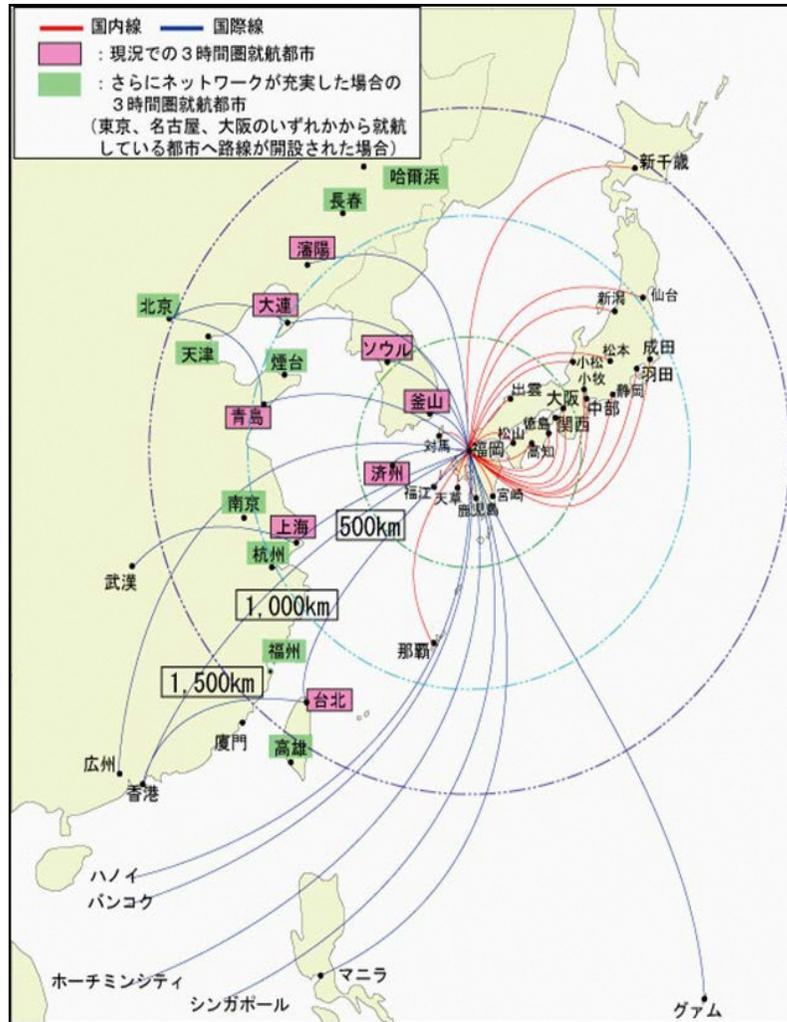 国内線 国際線
：現況での３時間圏就航都市
：さらにネットワークが充実した場合の
３時間圏就航都市
（東京、名古屋、大阪のいずれかから就航
している都市へ路線が開設された場合）
哈爾浜
新千歳
長春
瀋陽
北京
大連
新潟
仙台
天津
ソウル
煙台
小松
松本
成田
羽田
小牧
静岡
出雲
大阪
中部
青島
釜山
徳島
関西
対馬
松山
高知
福岡
済州
福江
天草
鹿児島
宮崎
南京
上海
500km
杭州
武漢
1,000km
福州
那覇
1,500km
台北
廈門
高雄
広州
香港
ハノイ
バンコク
ホーチミンシティ
マニラ
シンガポール
グァム